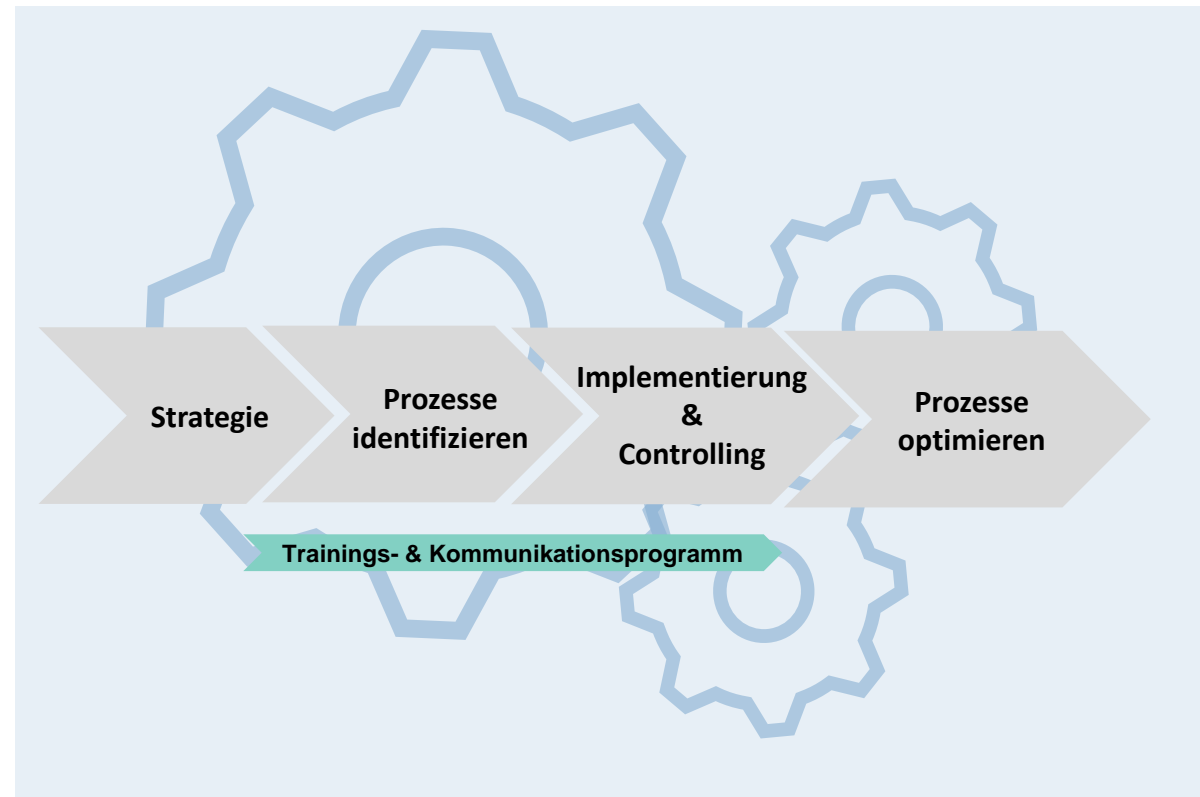 Strategie
Prozesse
identifizieren
Implementierung
&
Controlling
Prozesse
optimieren
Trainings- & Kommunikationsprogramm